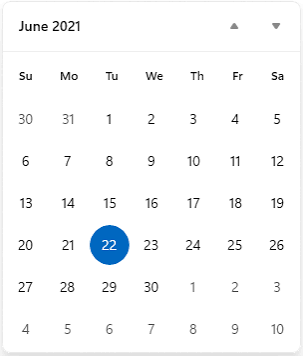 June 2021
Su Mo Tu We Th Fr Sa
30 31 1 2 3 4 5
6 7 8 9 10 11 12
13 14 15 16 17 18 19
20 21 22 23 24 25 26
27 28 29 30 1 2 3
4 5 6 7 8 9 10